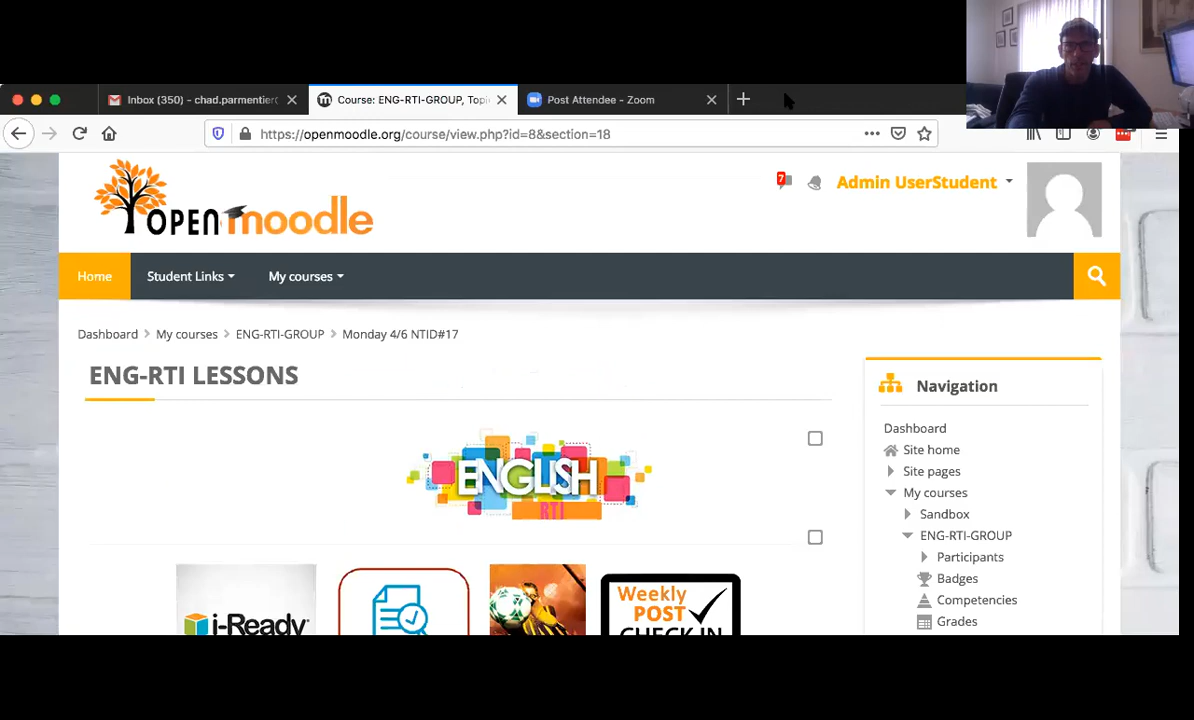 Inbox (350) - chad.parmentier
Course: ENG-RTI-GROUP, Topi
Post Attendee - Zoom
https://openmoodle.org/course/view.php?id=8&section=18
OPEN moodle
7
Admin UserStudent
Home
Student Links
My courses
Dashboard
My courses
ENG-RTI-GROUP
Monday 4/6 NTID#17
ENG-RTI LESSONS
ENGLISH
RTI
i-Ready
Weekly
POST
CHECK IN
Navigation
Dashboard
Site home
Site pages
My courses
Sandbox
ENG-RTI-GROUP
Participants
Badges
Competencies
Grades